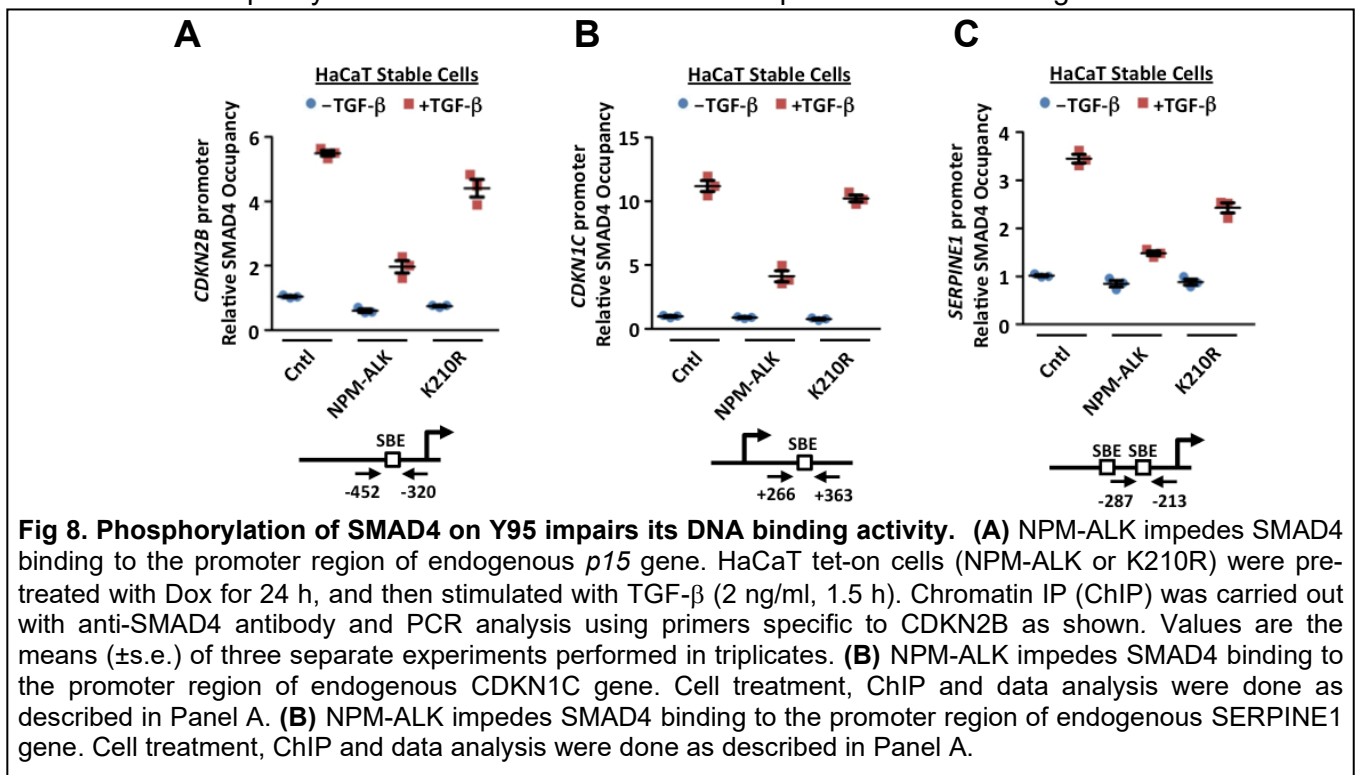 A
HaCaT Stable Cells
−TGF-β +TGF-β
CDKN2B promoter
Relative SMAD4 Occupancy
6
4
2
0
Cntl
NPM-ALK
K210R
SBE
-452 -320
B
HaCaT Stable Cells
−TGF-β +TGF-β
CDKN1C promoter
Relative SMAD4 Occupancy
15
10
5
0
Cntl
NPM-ALK
K210R
SBE
+266 +363
C
HaCaT Stable Cells
−TGF-β +TGF-β
SERPINE1 promoter
Relative SMAD4 Occupancy
4
3
2
1
0
Cntl
NPM-ALK
K210R
SBE SBE
-287 -213
Fig 8. Phosphorylation of SMAD4 on Y95 impairs its DNA binding activity. (A) NPM-ALK impedes SMAD4
binding to the promoter region of endogenous p15 gene. HaCaT tet-on cells (NPM-ALK or K210R) were pre-
treated with Dox for 24 h, and then stimulated with TGF-β (2 ng/ml, 1.5 h). Chromatin IP (ChIP) was carried out
with anti-SMAD4 antibody and PCR analysis using primers specific to CDKN2B as shown. Values are the
means (±s.e.) of three separate experiments performed in triplicates. (B) NPM-ALK impedes SMAD4 binding to
the promoter region of endogenous CDKN1C gene. Cell treatment, ChIP and data analysis were done as
described in Panel A. (B) NPM-ALK impedes SMAD4 binding to the promoter region of endogenous SERPINE1
gene. Cell treatment, ChIP and data analysis were done as described in Panel A.